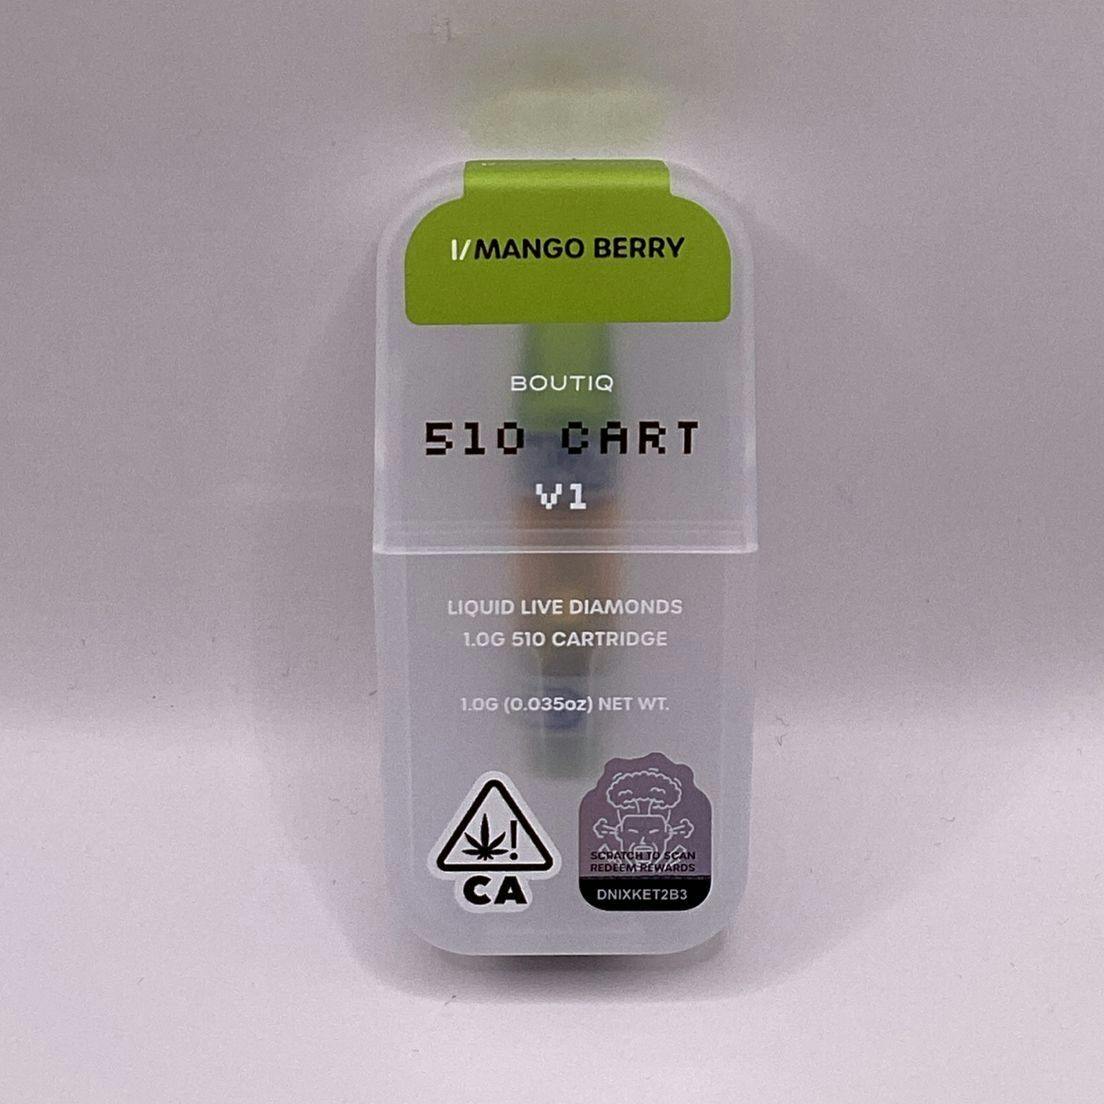 I/MANGO BERRY
BOUTIQ
510 CART
V1
LIQUID LIVE DIAMONDS
1.0G 510 CARTRIDGE
1.0G (0.035oz) NET WT.
!
CA
SCRATCH TO SCAN
REDEEM REWARDS
DNIXKET2B3